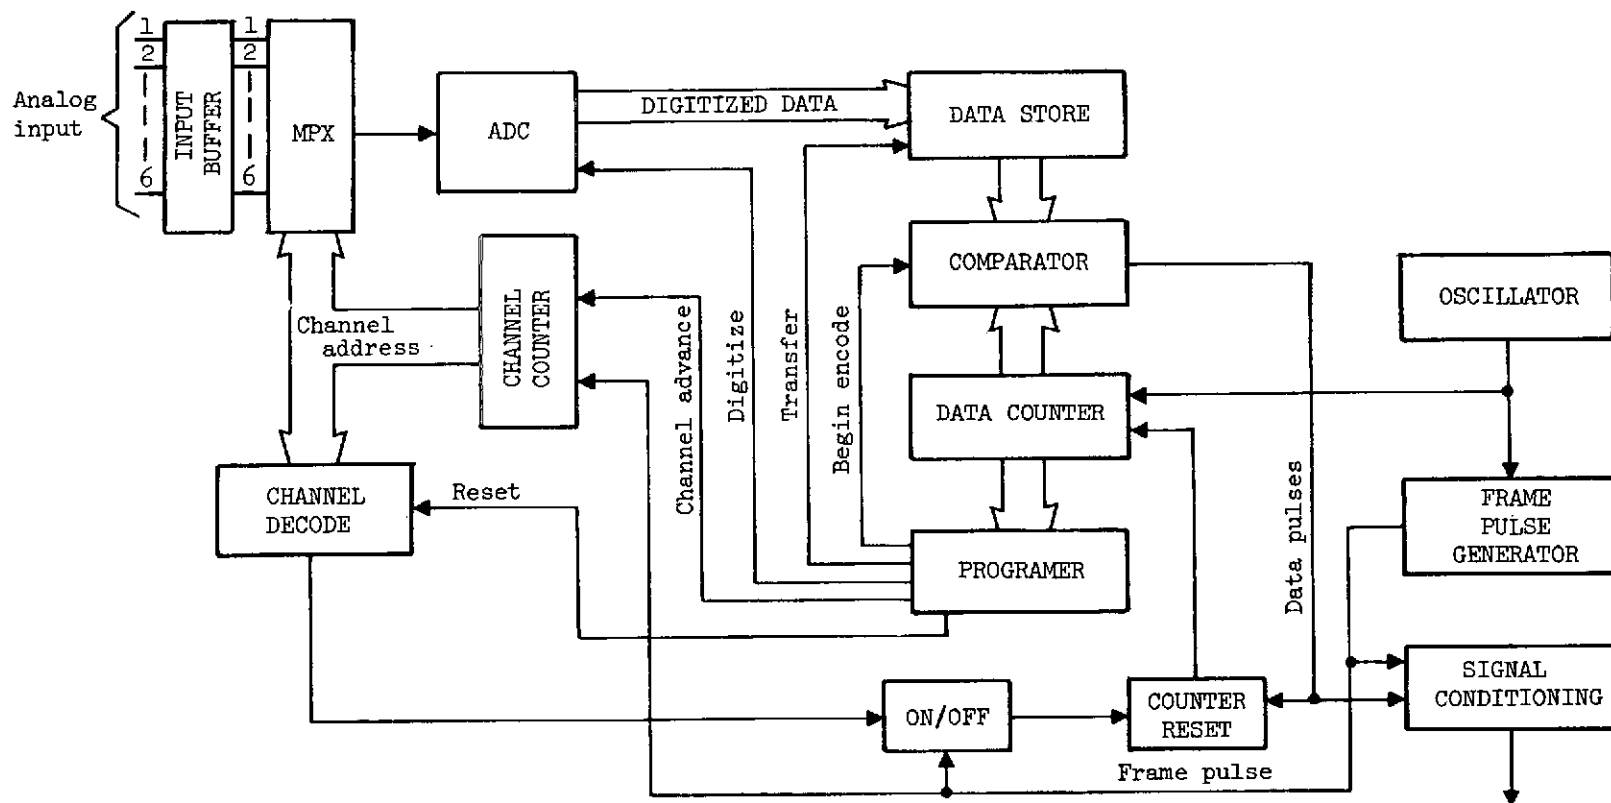 Analog
input
1
2
6
INPUT
BUFFER
1
2
6
MPX
ADC
DIGITIZED DATA
DATA STORE
COMPARATOR
OSCILLATOR
CHANNEL
COUNTER
Channel
address
Channel advance
Digitize
Transfer
Begin encode
DATA COUNTER
Data pulses
CHANNEL
DECODE
Reset
PROGRAMER
FRAME
PULSE
GENERATOR
ON/OFF
COUNTER
RESET
SIGNAL
CONDITIONING
Frame pulse